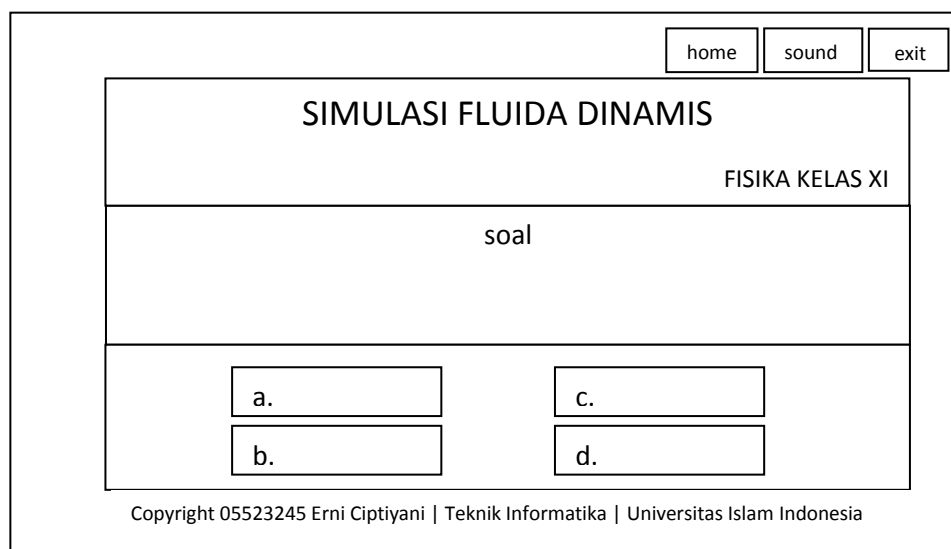 home sound exit
SIMULASI FLUIDA DINAMIS
FISIKA KELAS XI
soal
a. c.
b. d.
Copyright 05523245 Erni Ciptiyani | Teknik Informatika | Universitas Islam Indonesia